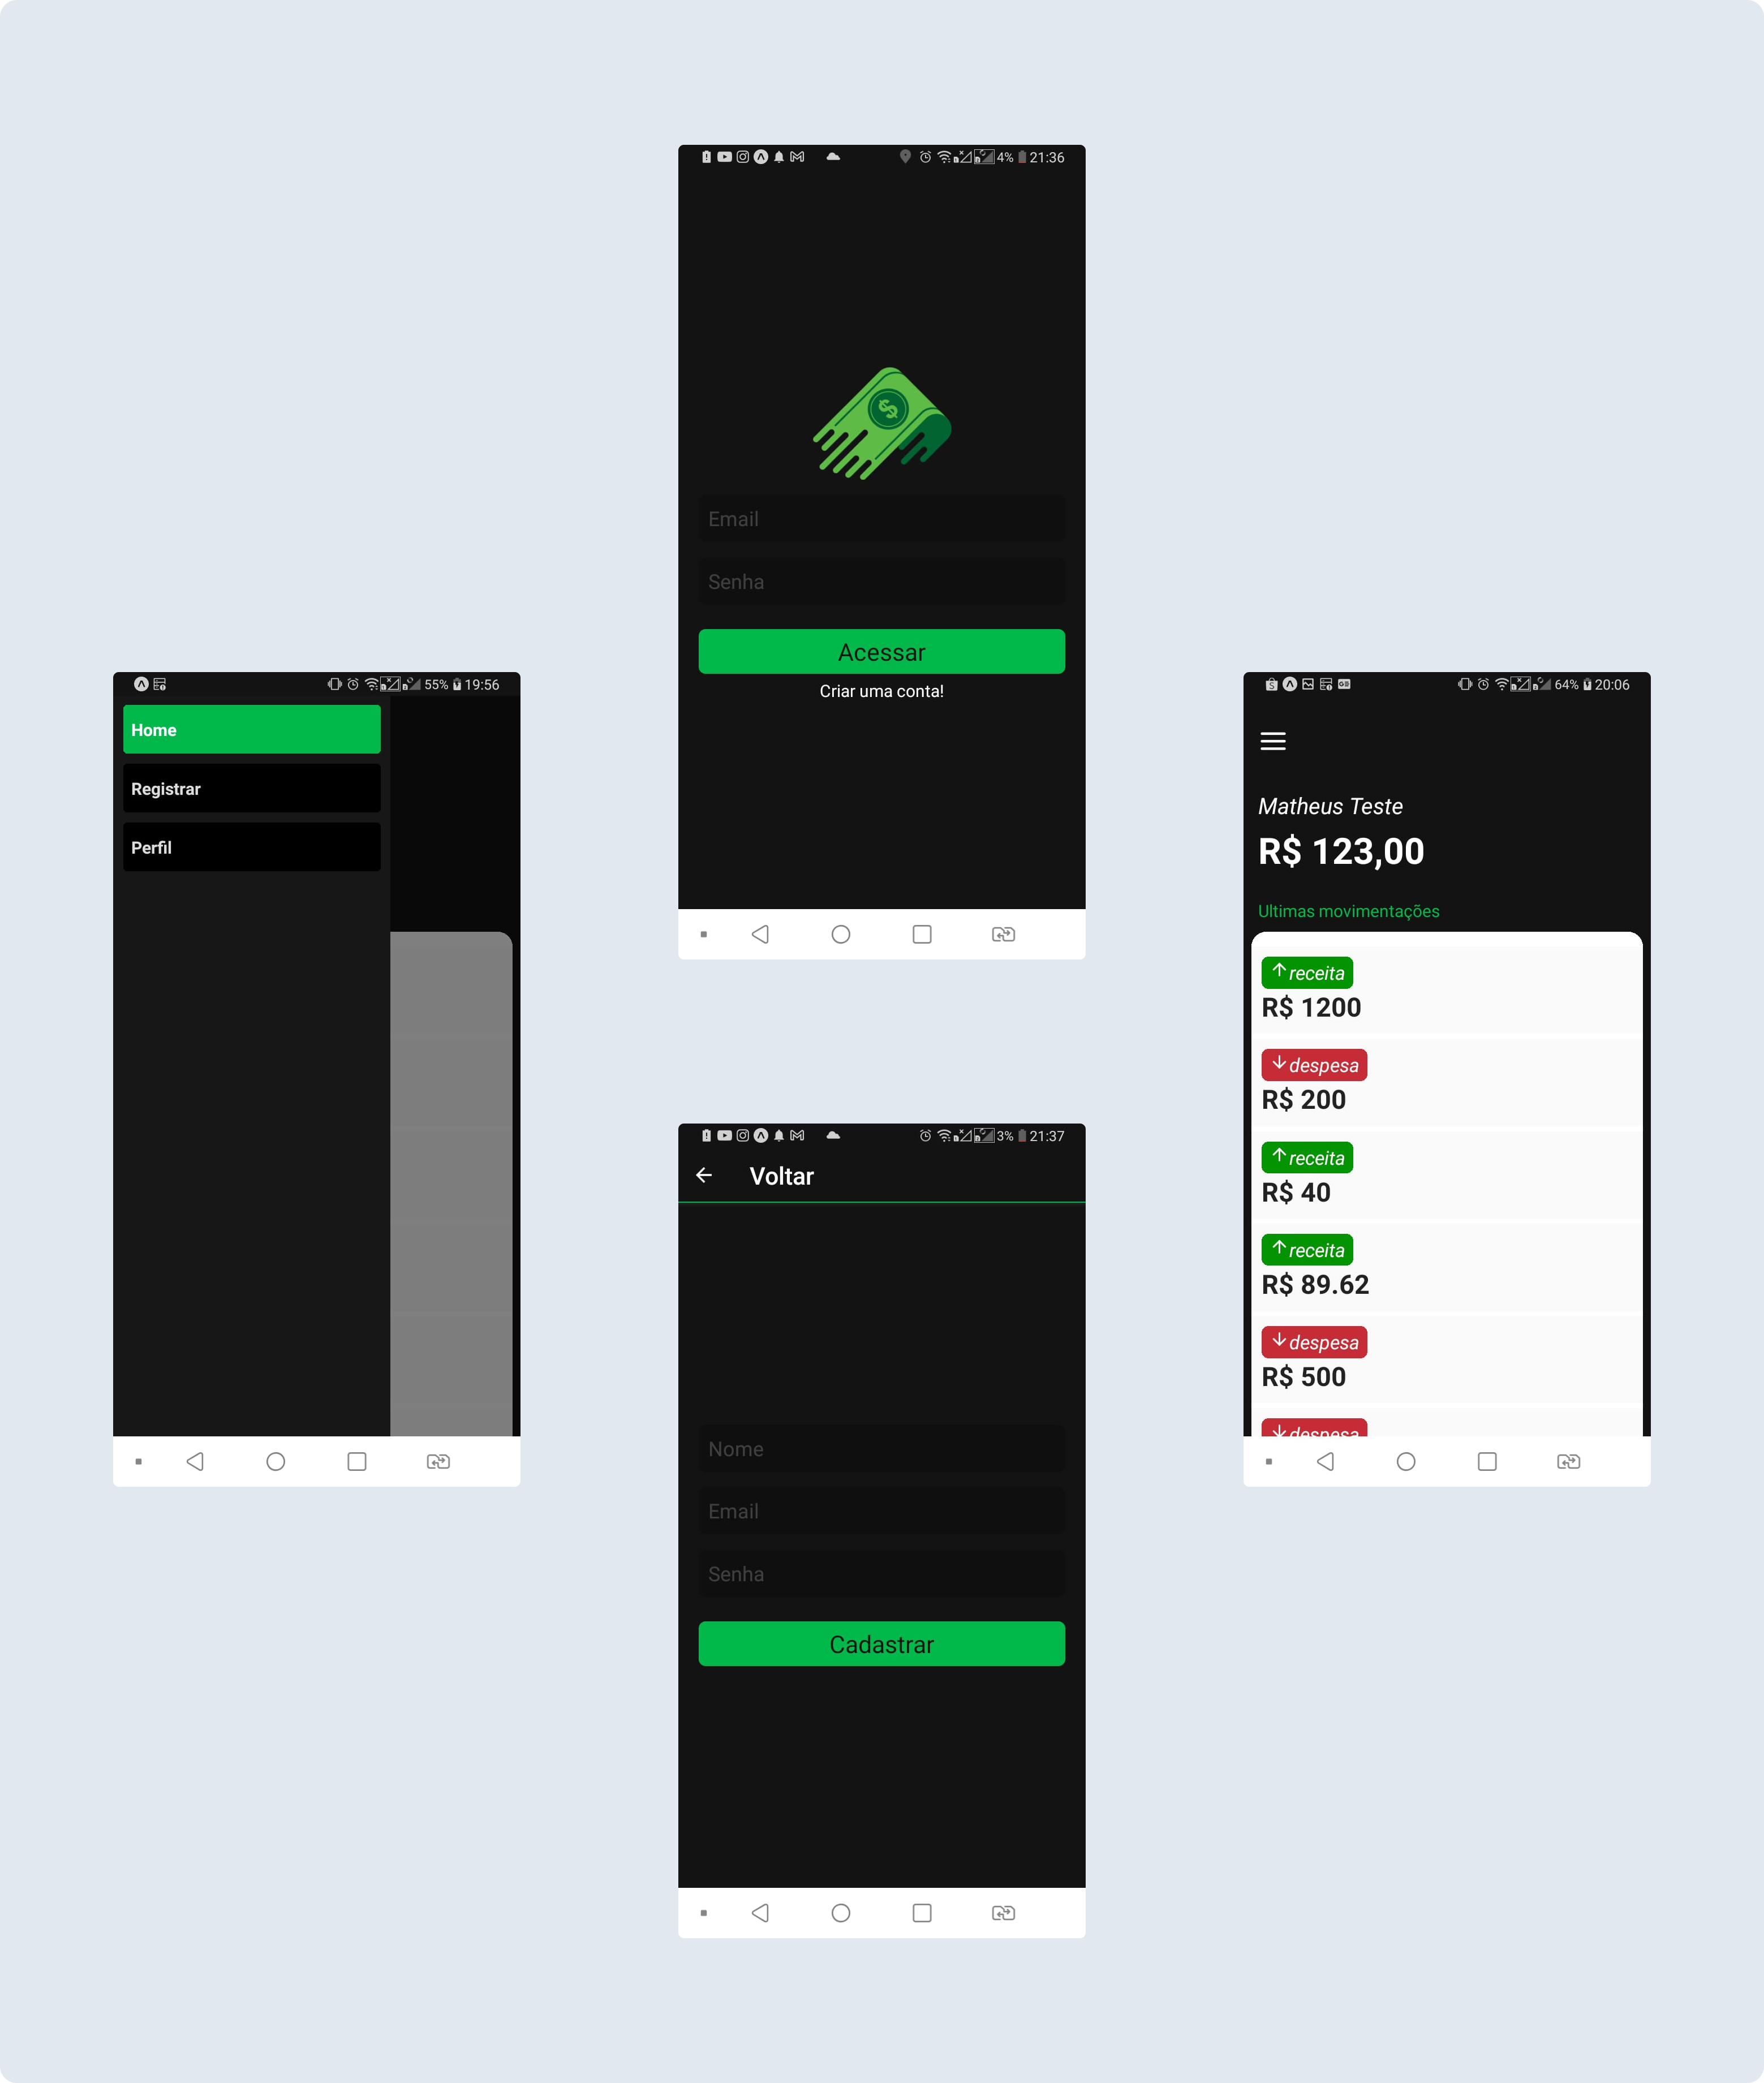 4% 21:36
$
Email
Senha
Acessar
Criar uma conta!
55% 19:56
Home
Registrar
Perfil
64% 20:06
Matheus Teste
R$ 123,00
Ultimas movimentações
receita
R$ 1200
despesa
R$ 200
receita
R$ 40
receita
R$ 89.62
despesa
R$ 500
despesa
3% 21:37
Voltar
Nome
Email
Senha
Cadastrar